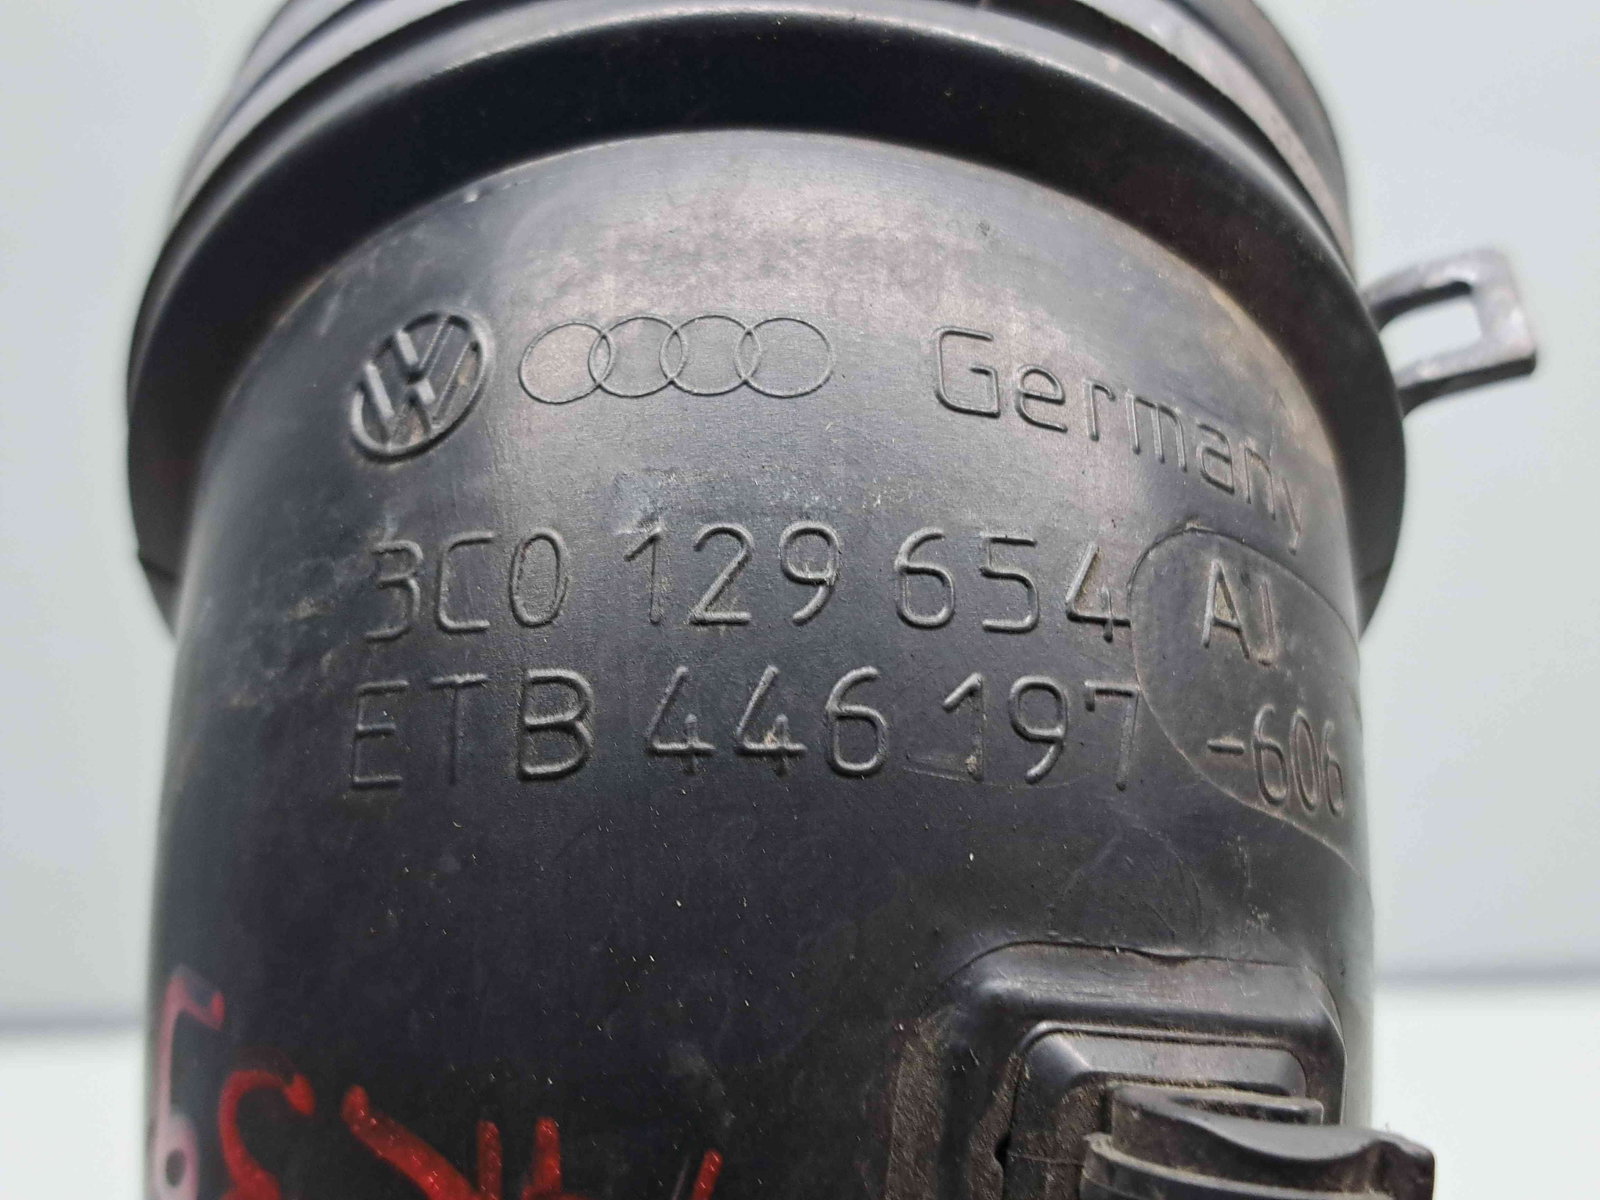 Germany
3C0 129 654 AJ
ETB 446 197 -606